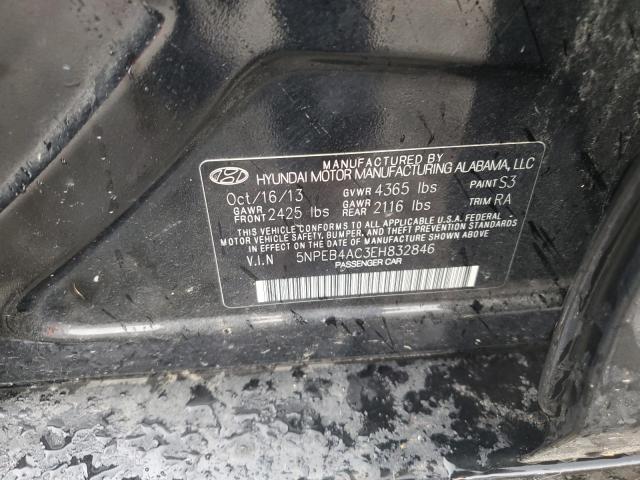 MANUFACTURED BY
HYUNDAI MOTOR MANUFACTURING ALABAMA, LLC
Oct/16/13 GVWR 4365 lbs PAINT S3
GAWR FRONT 2425 lbs GAWR REAR 2116 lbs TRIM RA
THIS VEHICLE CONFORMS TO ALL APPLICABLE U.S.A. FEDERAL
MOTOR VEHICLE SAFETY, BUMPER, AND THEFT PREVENTION STANDARDS
IN EFFECT ON THE DATE OF MANUFACTURE SHOWN ABOVE.
V.I.N 5NPEB4AC3EH832846
PASSENGER CAR